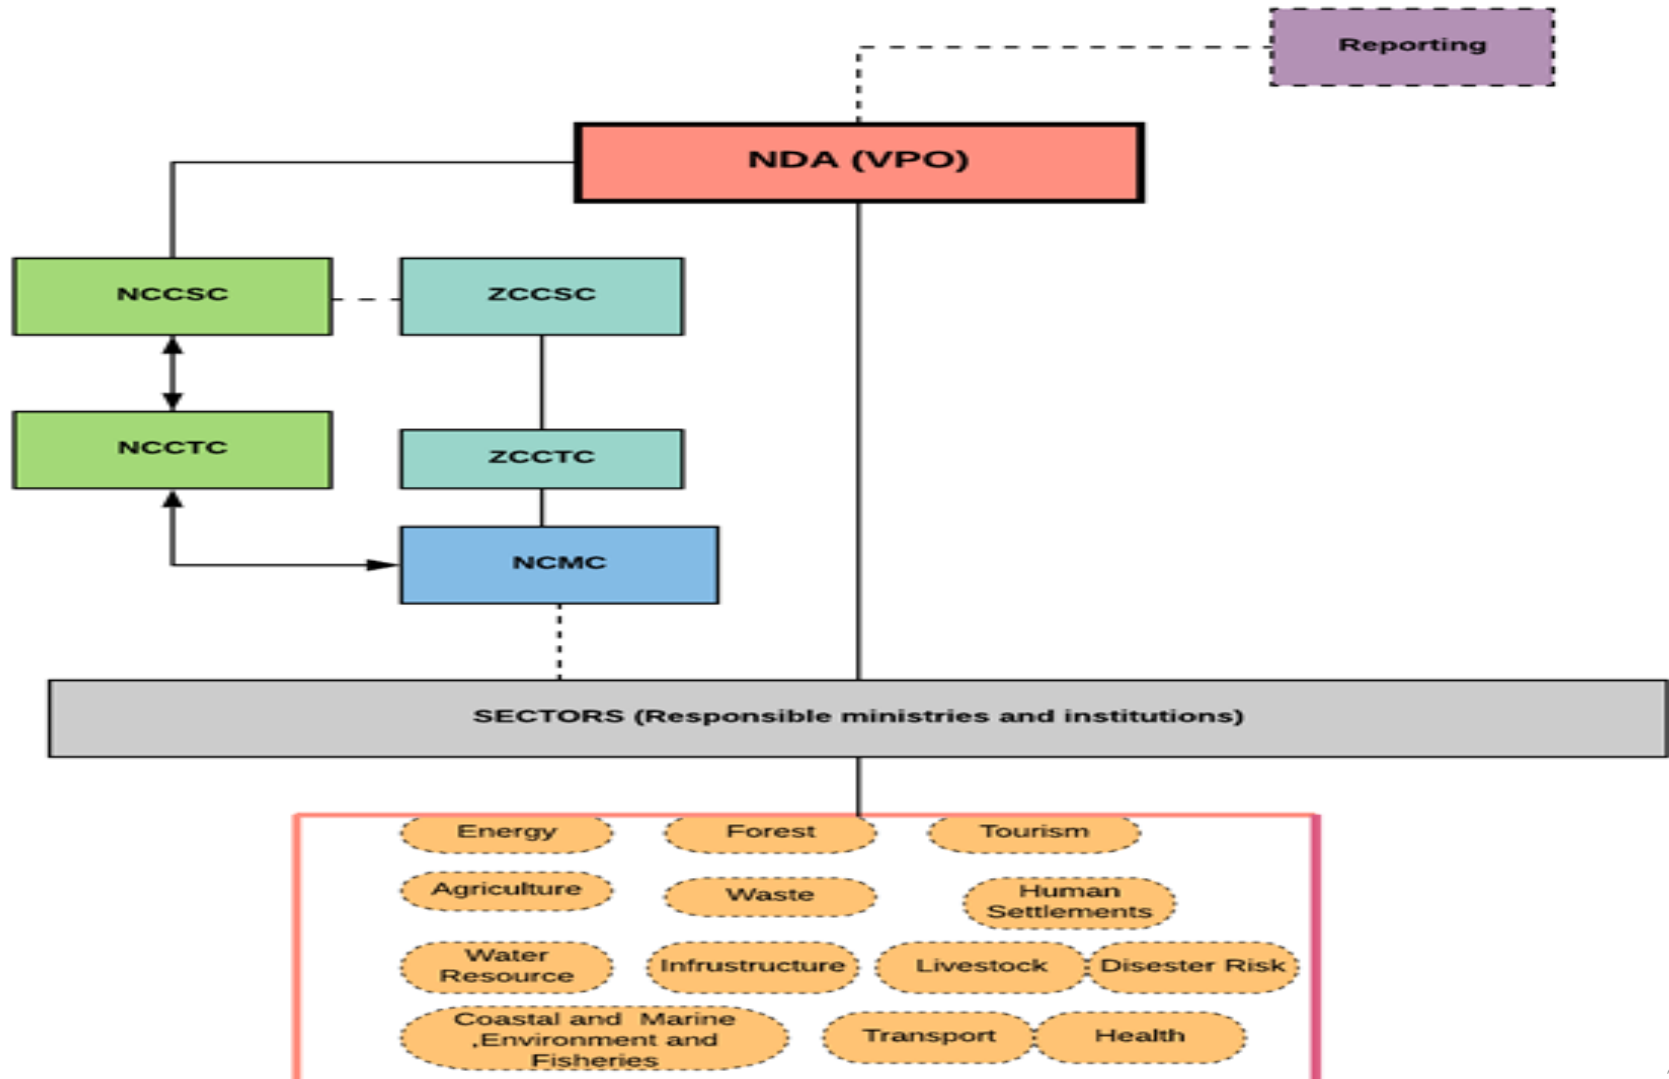 Reporting
NDA (VPO)
NCCSC
ZCCSC
NCCTC
ZCCTC
NCMC
SECTORS (Responsible ministries and institutions)
Energy
Forest
Tourism
Agriculture
Waste
Human
Settlements
Water
Resource
Infrustructure
Livestock
Disester Risk
Coastal and Marine
,Environment and
Fisheries
Transport
Health